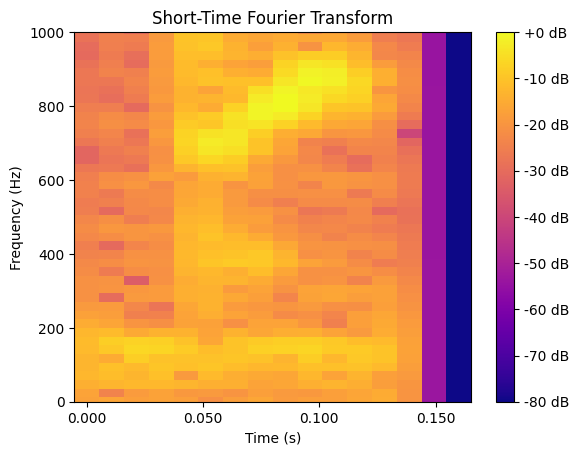 Short-Time Fourier Transform
1000
800
600
400
200
0
Frequency (Hz)
0.000
0.050
0.100
0.150
Time (s)
+0 dB
-10 dB
-20 dB
-30 dB
-40 dB
-50 dB
-60 dB
-70 dB
-80 dB